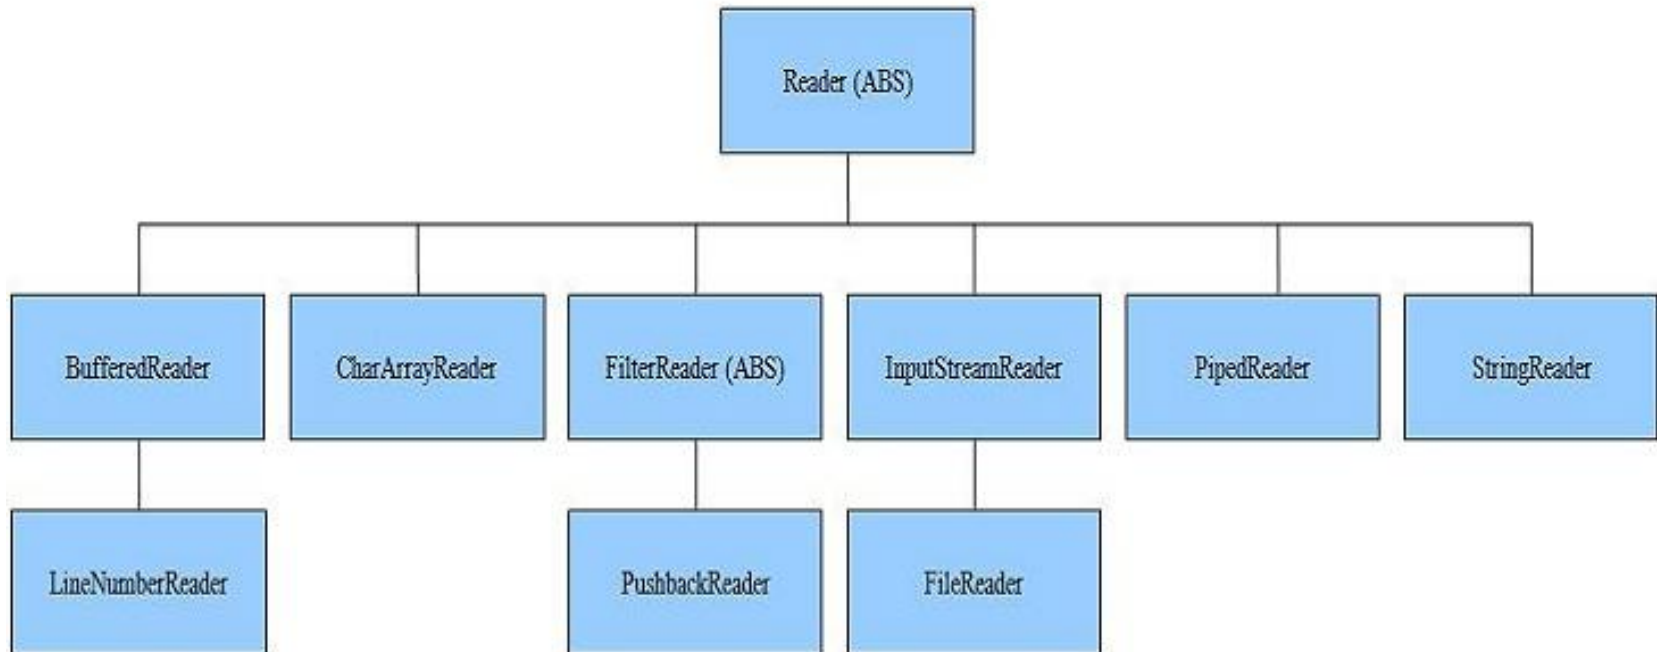 Reader (ABS)
BufferedReader
CharArrayReader
FilterReader (ABS)
InputStreamReader
PipedReader
StringReader
LineNumberReader
PushbackReader
FileReader